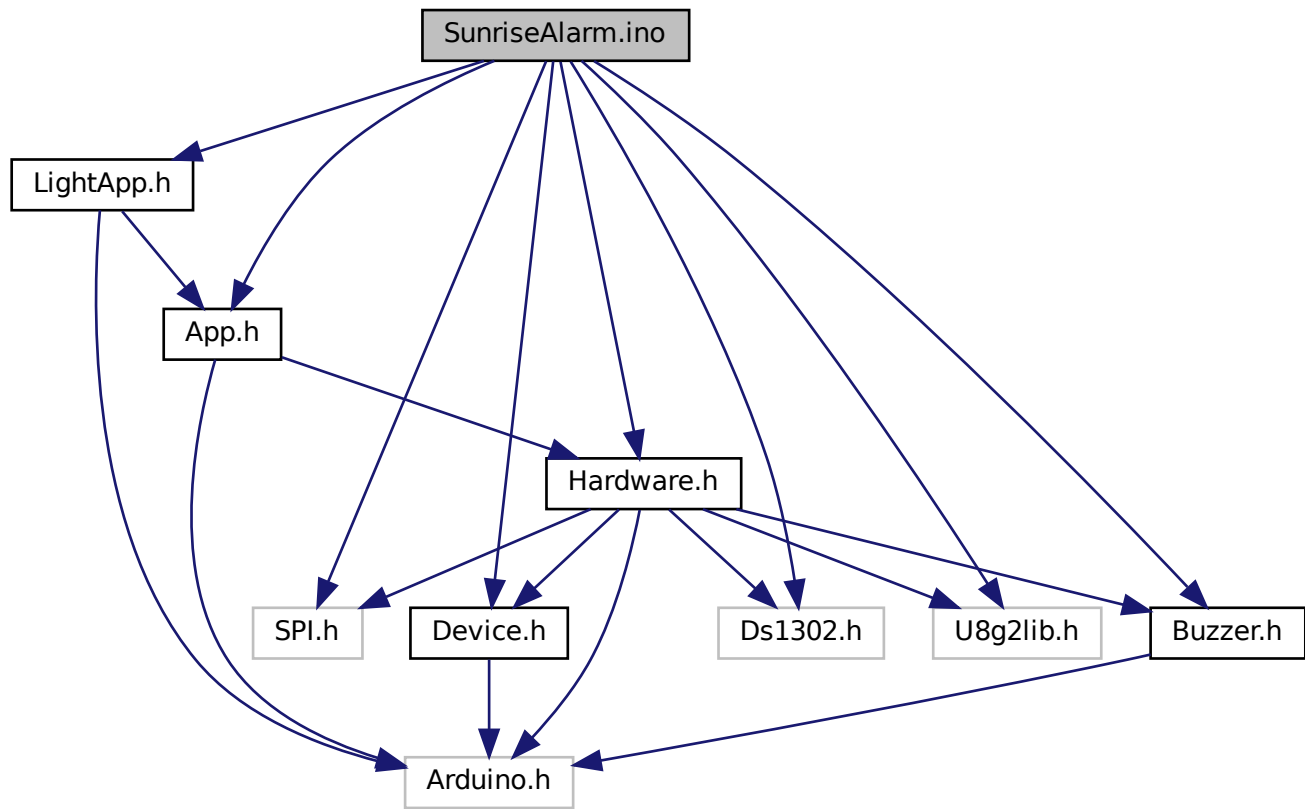 SunriseAlarm.ino
LightApp.h
App.h
Hardware.h
SPI.h
Device.h
Ds1302.h
U8g2lib.h
Buzzer.h
Arduino.h